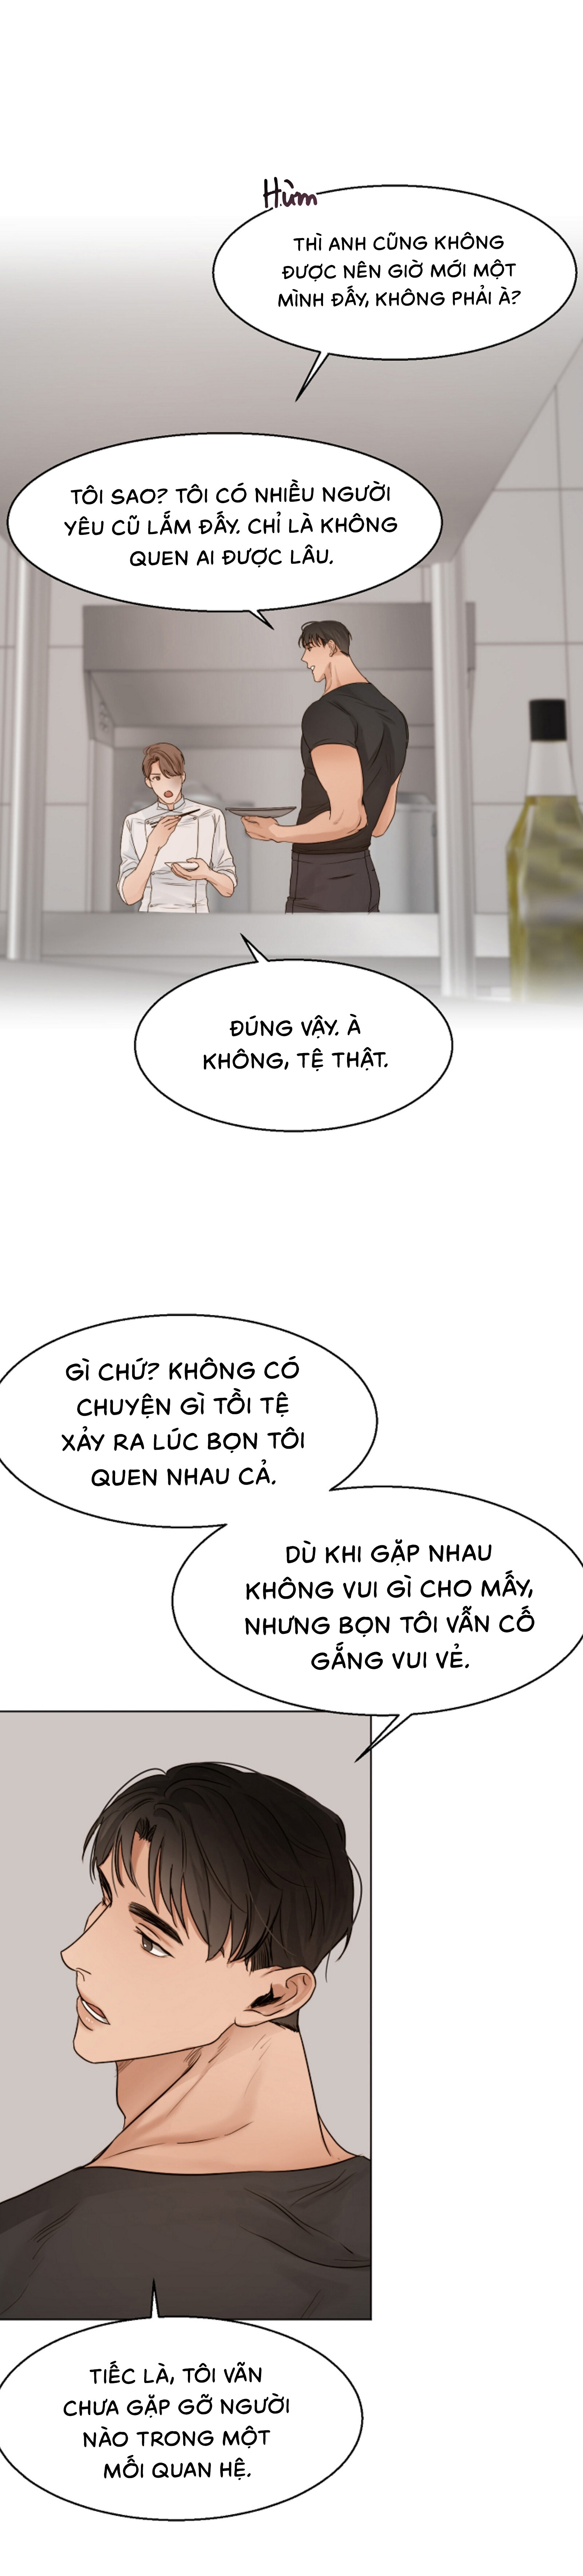 Hừm
THÌ ANH CŨNG KHÔNG
ĐƯỢC NÊN GIỜ MỚI MỘT
MÌNH ĐẤY, KHÔNG PHẢI À?
TÔI SAO? TÔI CÓ NHIỀU NGƯỜI
YÊU CŨ LẮM ĐẤY. CHỈ LÀ KHÔNG
QUEN AI ĐƯỢC LÂU.
ĐÚNG VẬY. À
KHÔNG, TỆ THẬT.
GÌ CHỨ? KHÔNG CÓ
CHUYỆN GÌ TỒI TỆ
XẢY RA LÚC BỌN TÔI
QUEN NHAU CẢ.
DÙ KHI GẶP NHAU
KHÔNG VUI GÌ CHO MẤY,
NHƯNG BỌN TÔI VẪN CỐ
GẮNG VUI VẺ.
TIẾC LÀ, TÔI VẪN
CHƯA GẶP GỠ NGƯỜI
NÀO TRONG MỘT
MỐI QUAN HỆ.